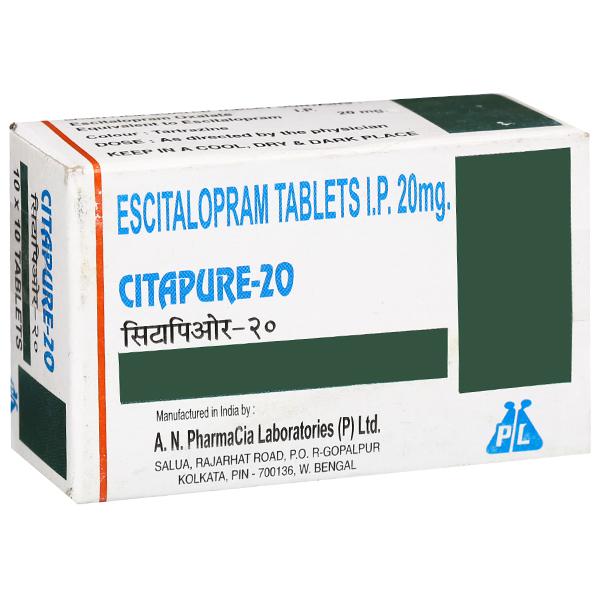 Escitalopram Oxalate I.P.
Equivalent to Escitalopram 20 mg.
Colour : Tartrazine
DOSE : As directed by the physician
KEEP IN A COOL, DRY & DARK PLACE
ESCITALOPRAM TABLETS I.P. 20mg.
CITAPURE-20
सिटापिओर-२०
Manufactured in India by :
A. N. PharmaCia Laboratories (P) Ltd.
SALUA, RAJARHAT ROAD, P.O. R-GOPALPUR
KOLKATA, PIN - 700136, W. BENGAL
PL
CITAPURE-20
सिटापिओर-२०
10 x 10 TABLETS